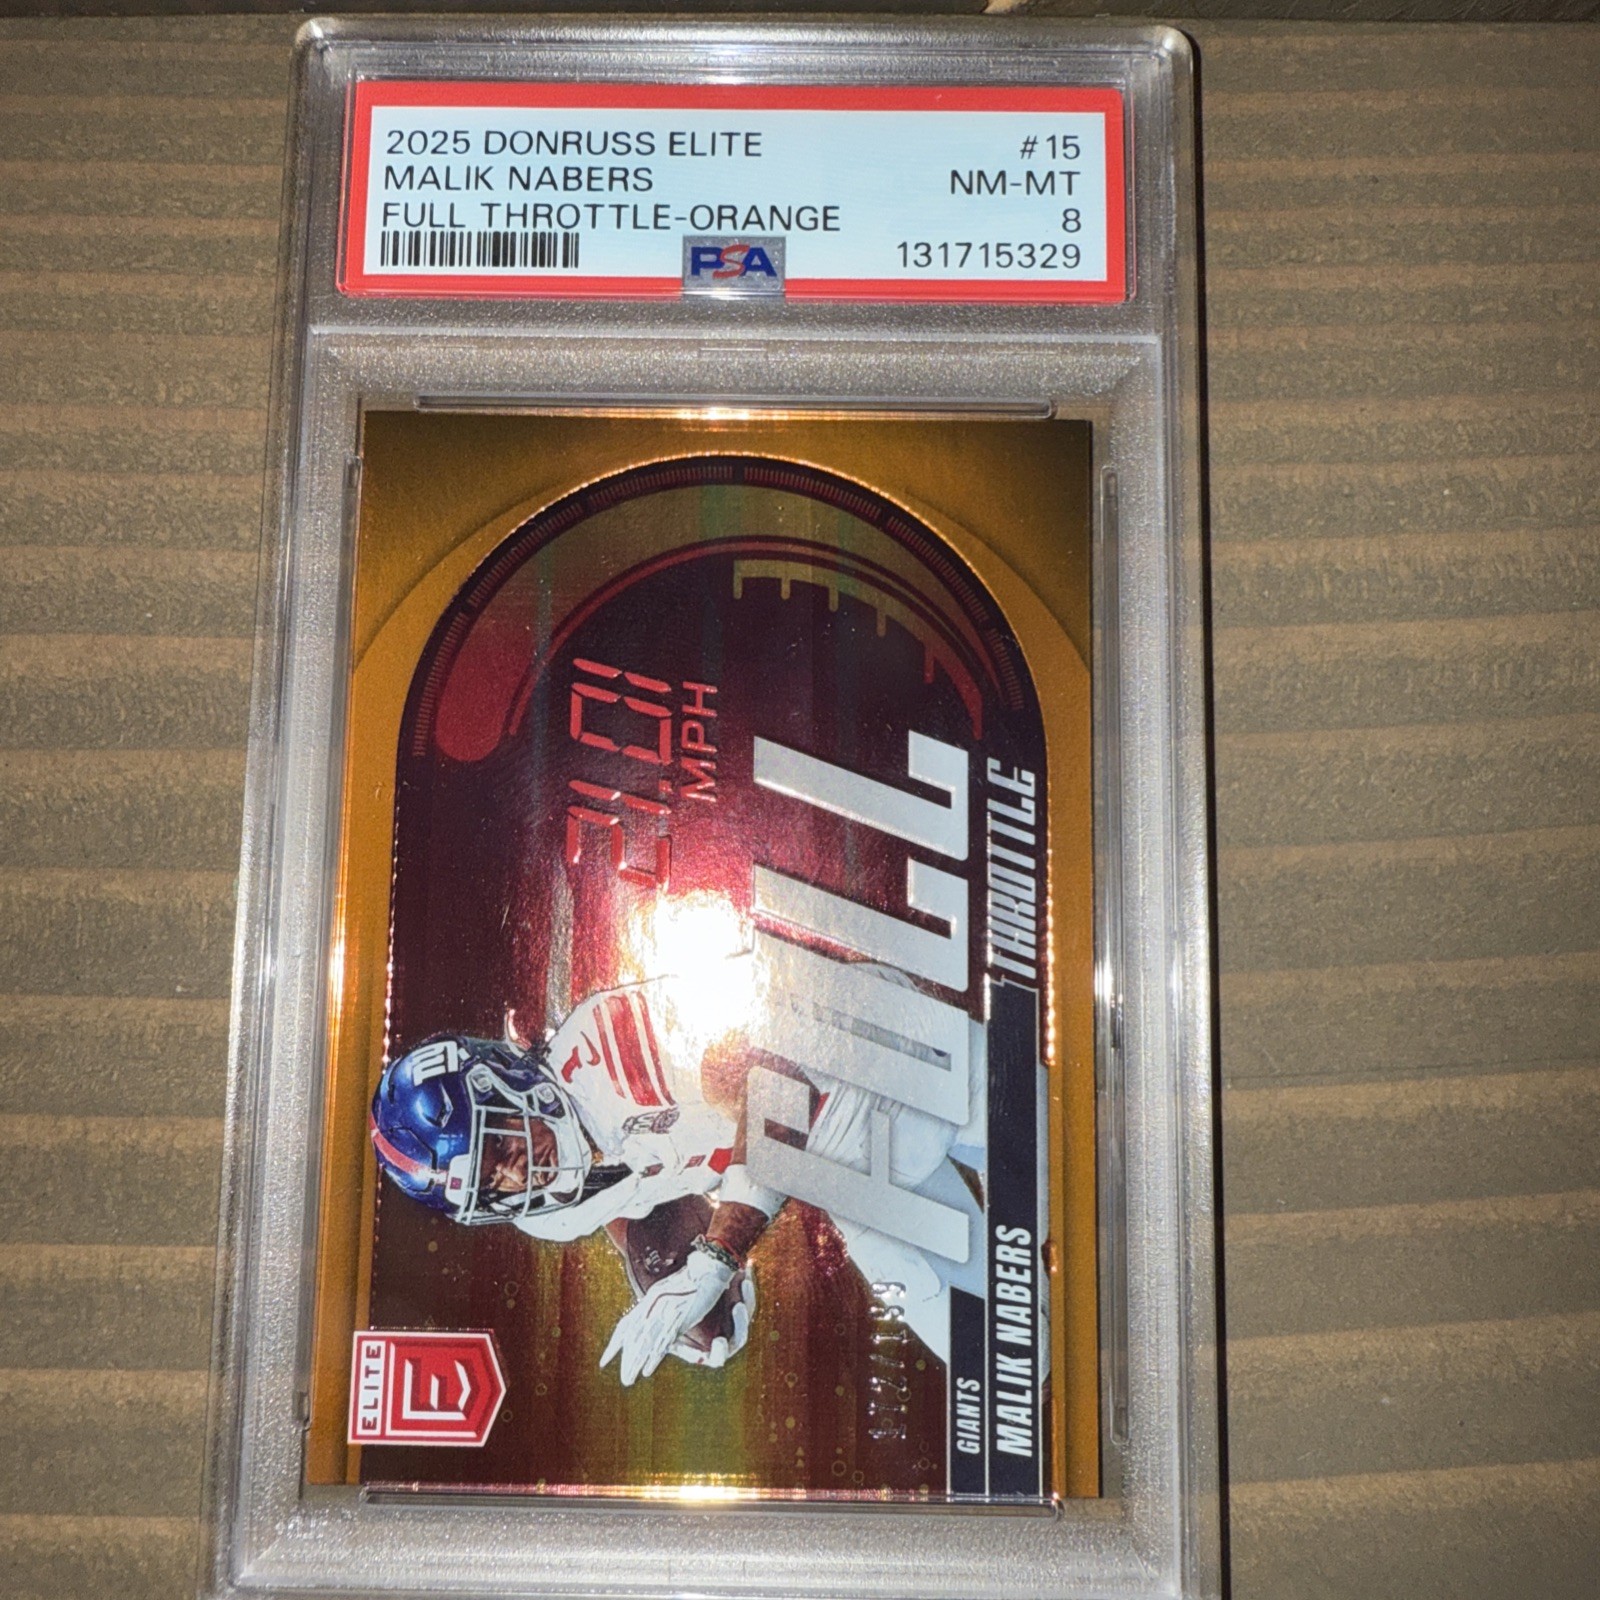 2025 DONRUSS ELITE #15
MALIK NABERS NM-MT
FULL THROTTLE-ORANGE 8
PSA 131715329
21.0
MPH
FULL
THROTTLE
GIANTS
MALIK NABERS
ELITE
E
ny